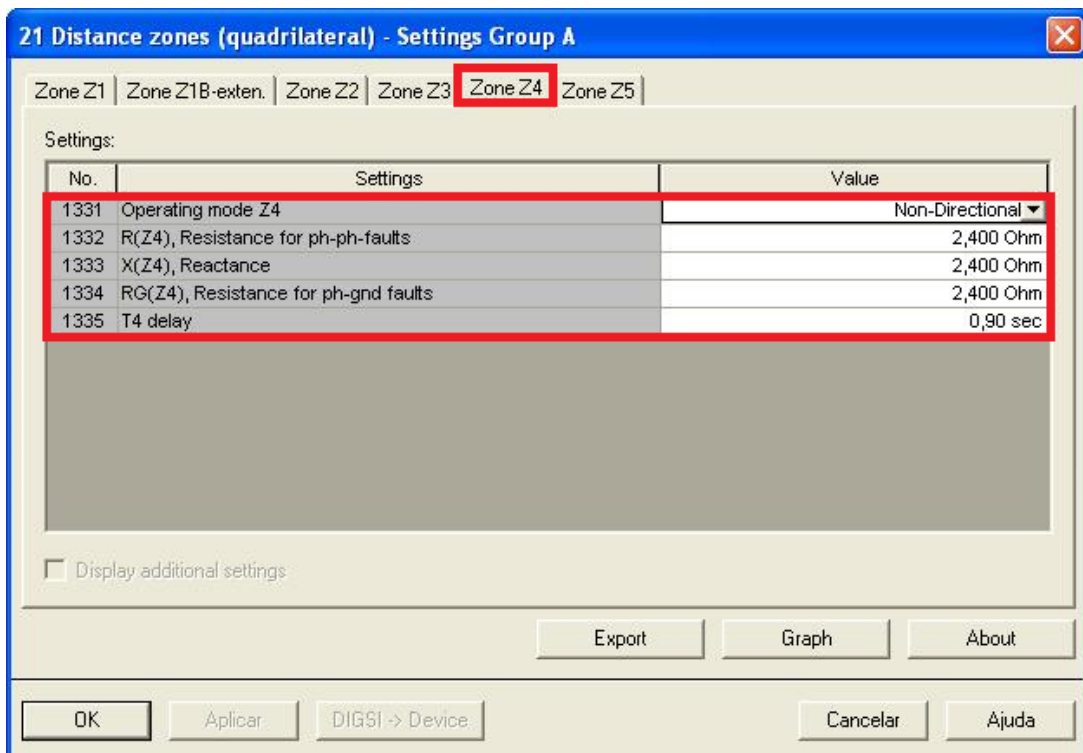 21 Distance zones (quadrilateral) - Settings Group A
Zone Z1 Zone Z1B-exten. Zone Z2 Zone Z3 Zone Z4 Zone Z5
Settings:
No. Settings Value
1331 Operating mode Z4 Non-Directional
1332 R(Z4), Resistance for ph-ph-faults 2,400 Ohm
1333 X(Z4), Reactance 2,400 Ohm
1334 RG(Z4), Resistance for ph-gnd faults 2,400 Ohm
1335 T4 delay 0,90 sec
Display additional settings
Export Graph About
OK Aplicar DIGSI -> Device Cancelar Ajuda